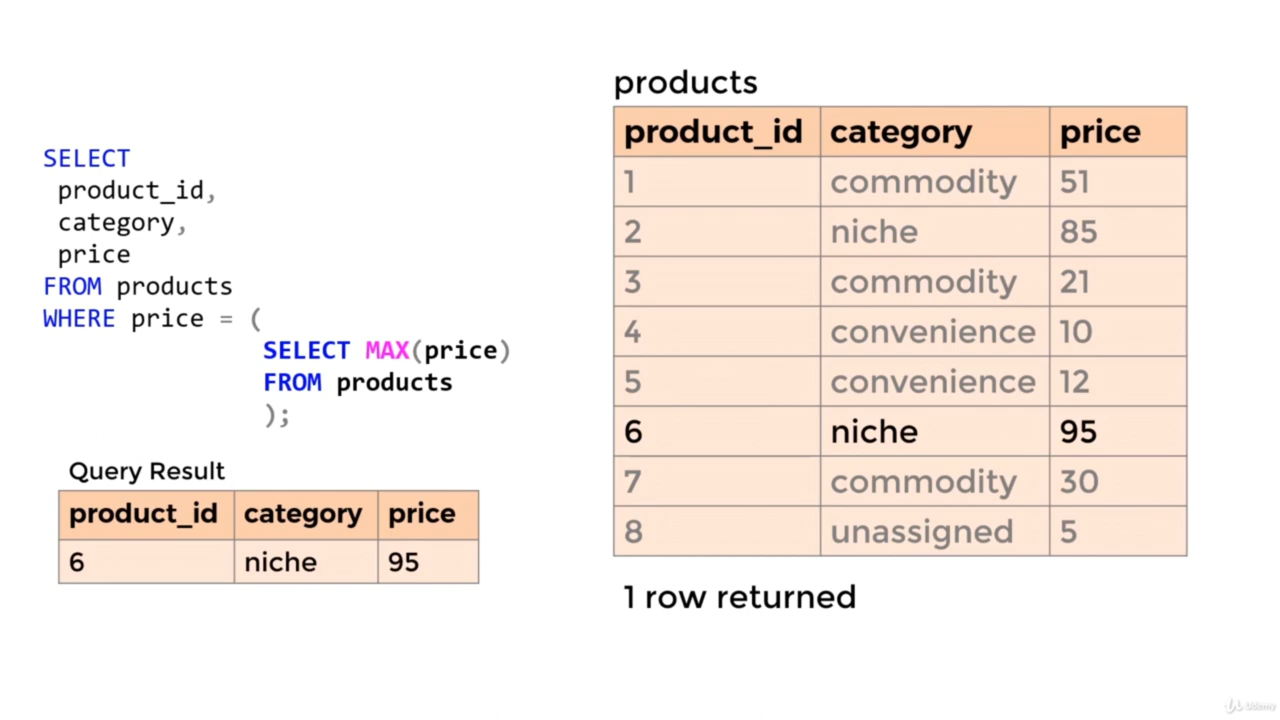 SELECT
product_id,
category,
price
FROM products
WHERE price = (
SELECT MAX(price)
FROM products
);
Query Result
product_id category price
6 niche 95
products
product_id category price
1 commodity 51
2 niche 85
3 commodity 21
4 convenience 10
5 convenience 12
6 niche 95
7 commodity 30
8 unassigned 5
1 row returned
Udemy